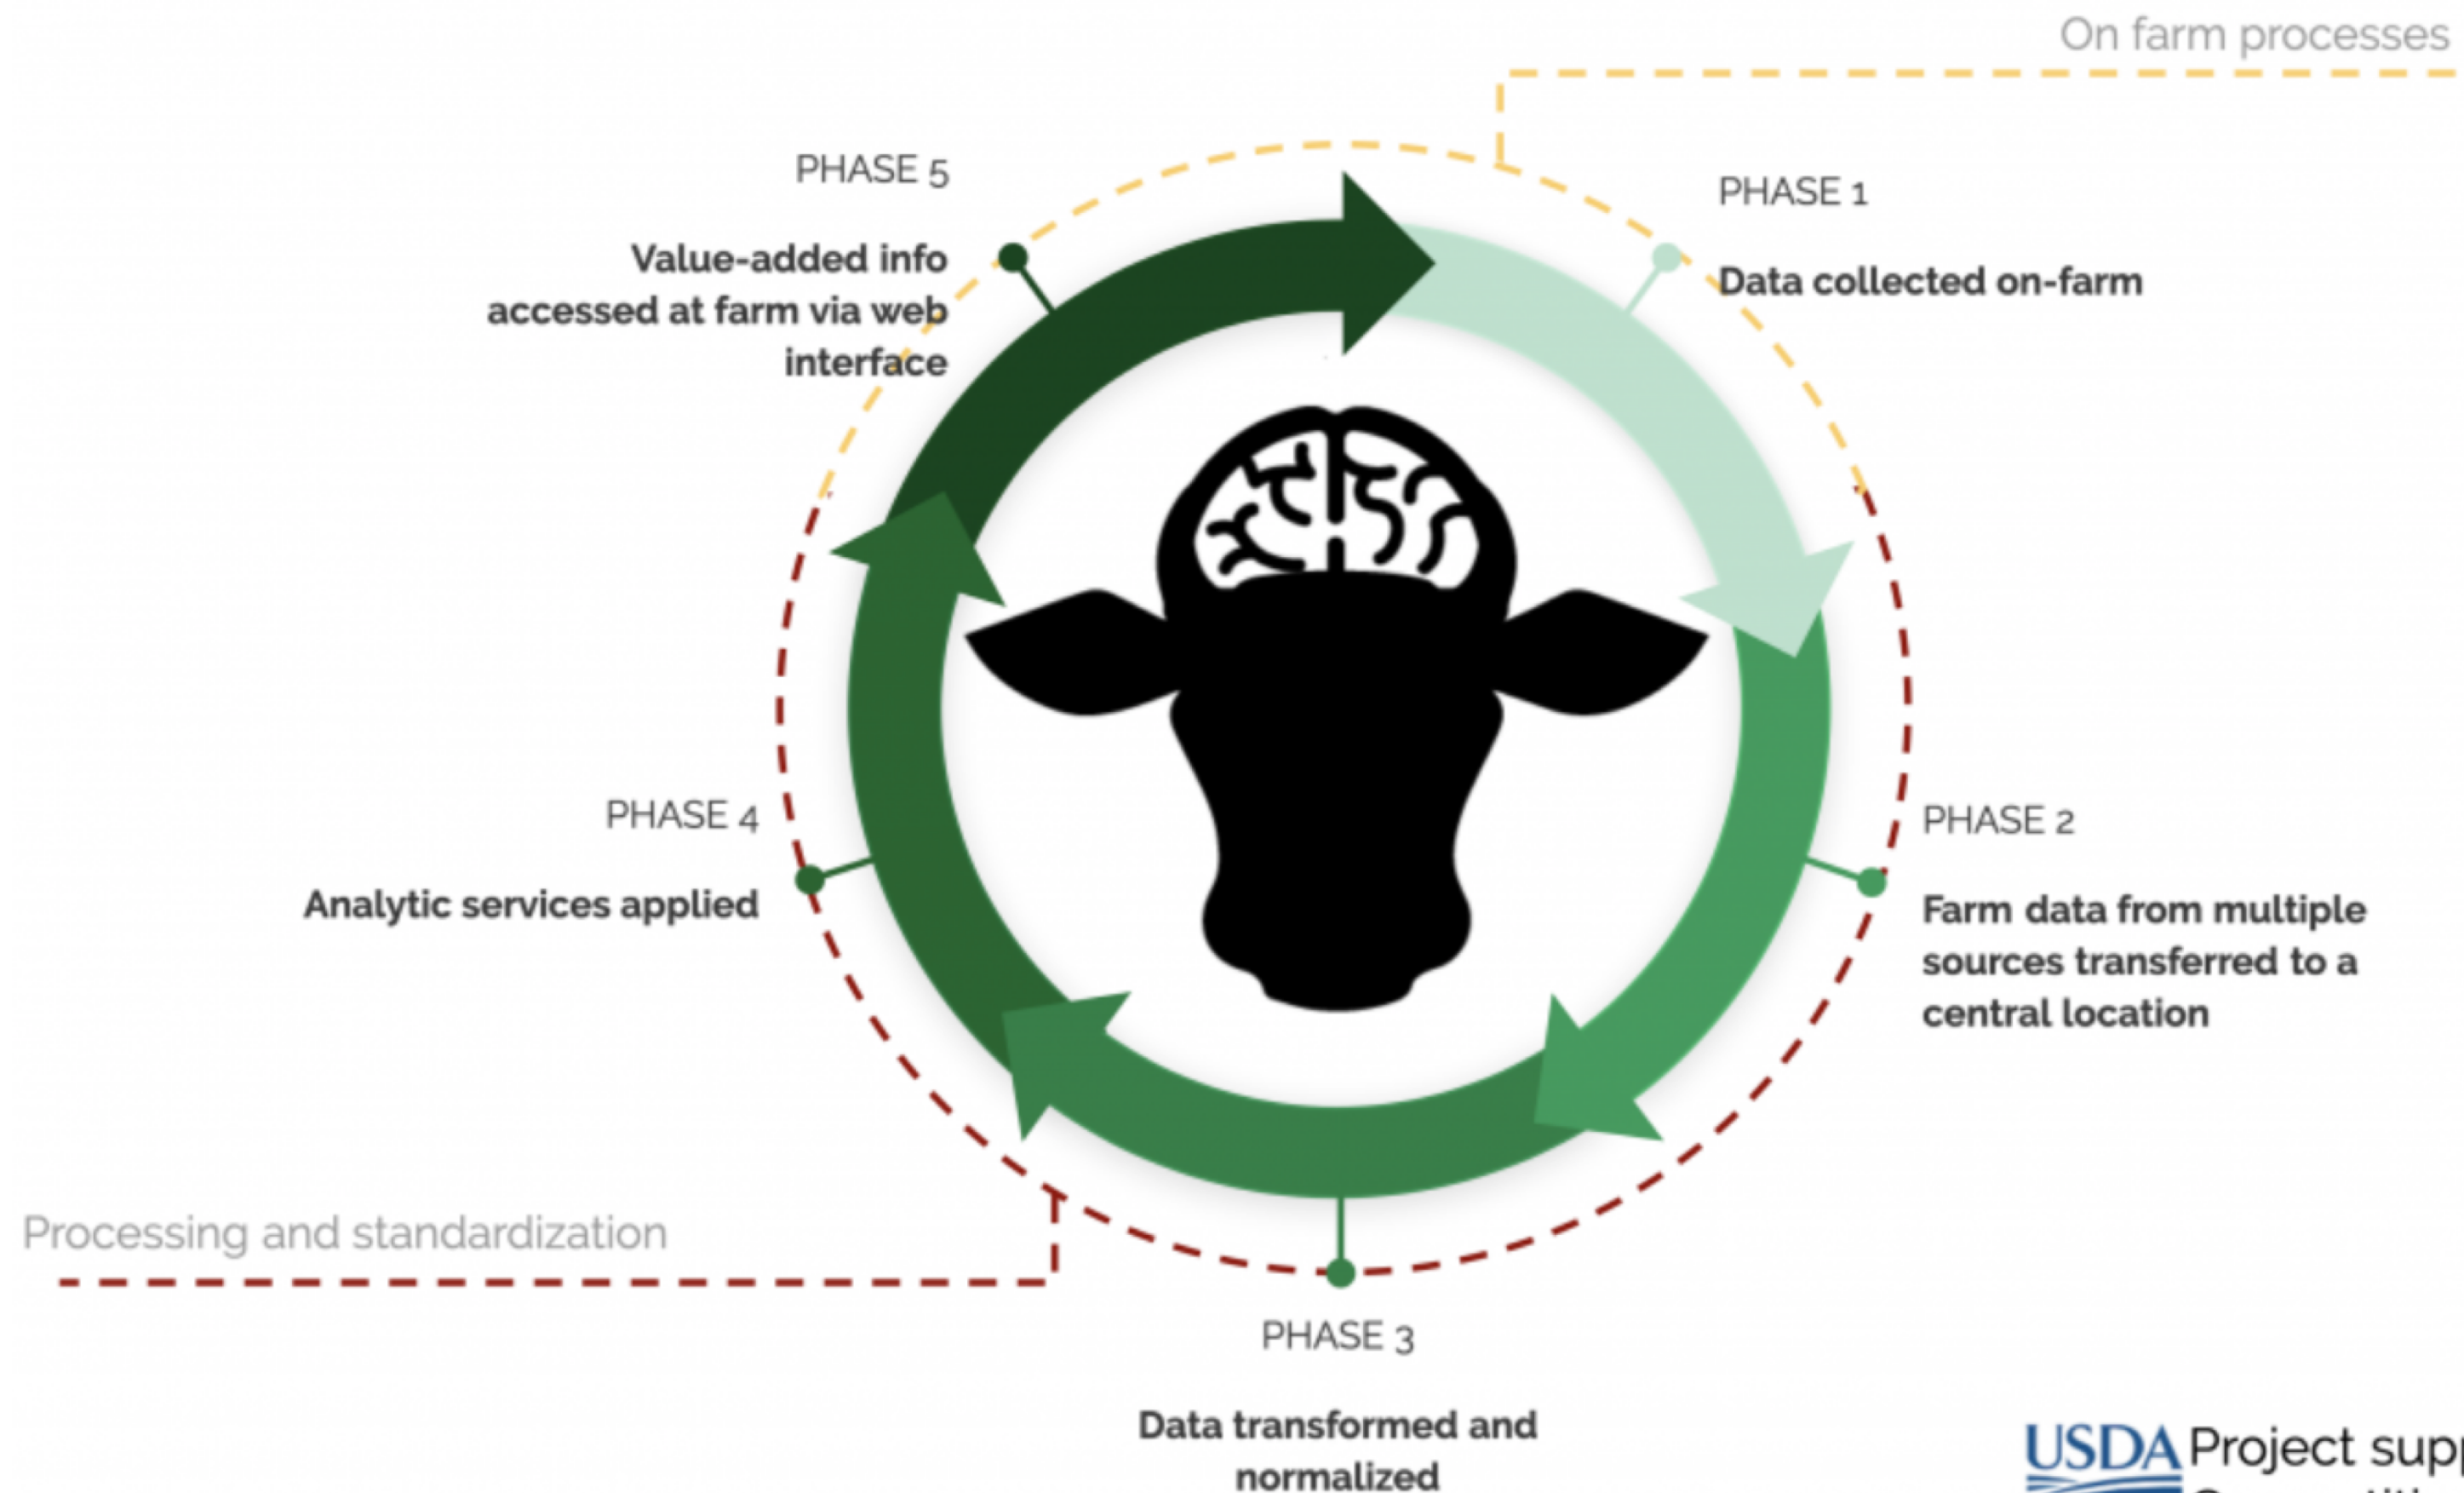 On farm processes
PHASE 5
Value-added info
accessed at farm via web
interface
PHASE 1
Data collected on-farm
PHASE 4
Analytic services applied
PHASE 2
Farm data from multiple
sources transferred to a
central location
Processing and standardization
PHASE 3
Data transformed and
normalized
USDA
Project